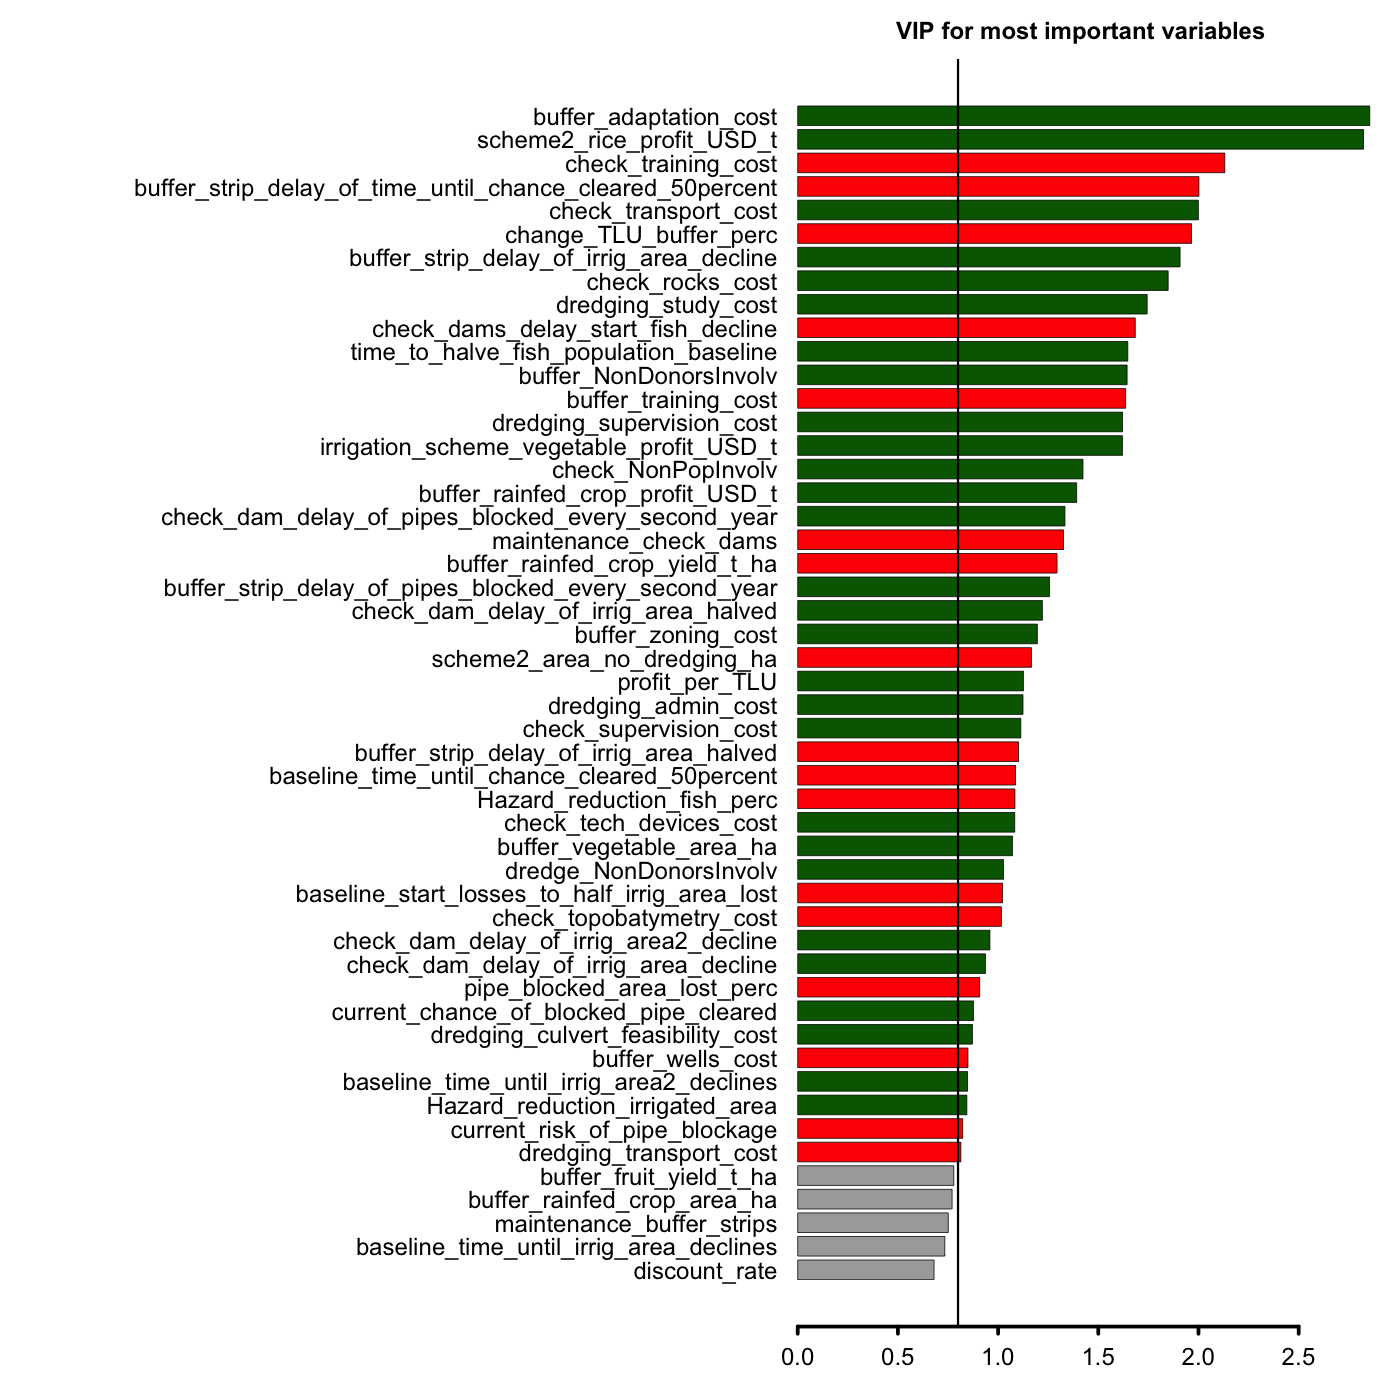 VIP for most important variables
buffer_adaptation_cost
scheme2_rice_profit_USD_t
check_training_cost
buffer_strip_delay_of_time_until_chance_cleared_50percent
check_transport_cost
change_TLU_buffer_perc
buffer_strip_delay_of_irrig_area_decline
check_rocks_cost
dredging_study_cost
check_dams_delay_start_fish_decline
time_to_halve_fish_population_baseline
buffer_NonDonorsInvolv
buffer_training_cost
dredging_supervision_cost
irrigation_scheme_vegetable_profit_USD_t
check_NonPopInvolv
buffer_rainfed_crop_profit_USD_t
check_dam_delay_of_pipes_blocked_every_second_year
maintenance_check_dams
buffer_rainfed_crop_yield_t_ha
buffer_strip_delay_of_pipes_blocked_every_second_year
check_dam_delay_of_irrig_area_halved
buffer_zoning_cost
scheme2_area_no_dredging_ha
profit_per_TLU
dredging_admin_cost
check_supervision_cost
buffer_strip_delay_of_irrig_area_halved
baseline_time_until_chance_cleared_50percent
Hazard_reduction_fish_perc
check_tech_devices_cost
buffer_vegetable_area_ha
dredge_NonDonorsInvolv
baseline_start_losses_to_half_irrig_area_lost
check_topobatymetry_cost
check_dam_delay_of_irrig_area2_decline
check_dam_delay_of_irrig_area_decline
pipe_blocked_area_lost_perc
current_chance_of_blocked_pipe_cleared
dredging_culvert_feasibility_cost
buffer_wells_cost
baseline_time_until_irrig_area2_declines
Hazard_reduction_irrigated_area
current_risk_of_pipe_blockage
dredging_transport_cost
buffer_fruit_yield_t_ha
buffer_rainfed_crop_area_ha
maintenance_buffer_strips
baseline_time_until_irrig_area_declines
discount_rate
0.0 0.5 1.0 1.5 2.0 2.5